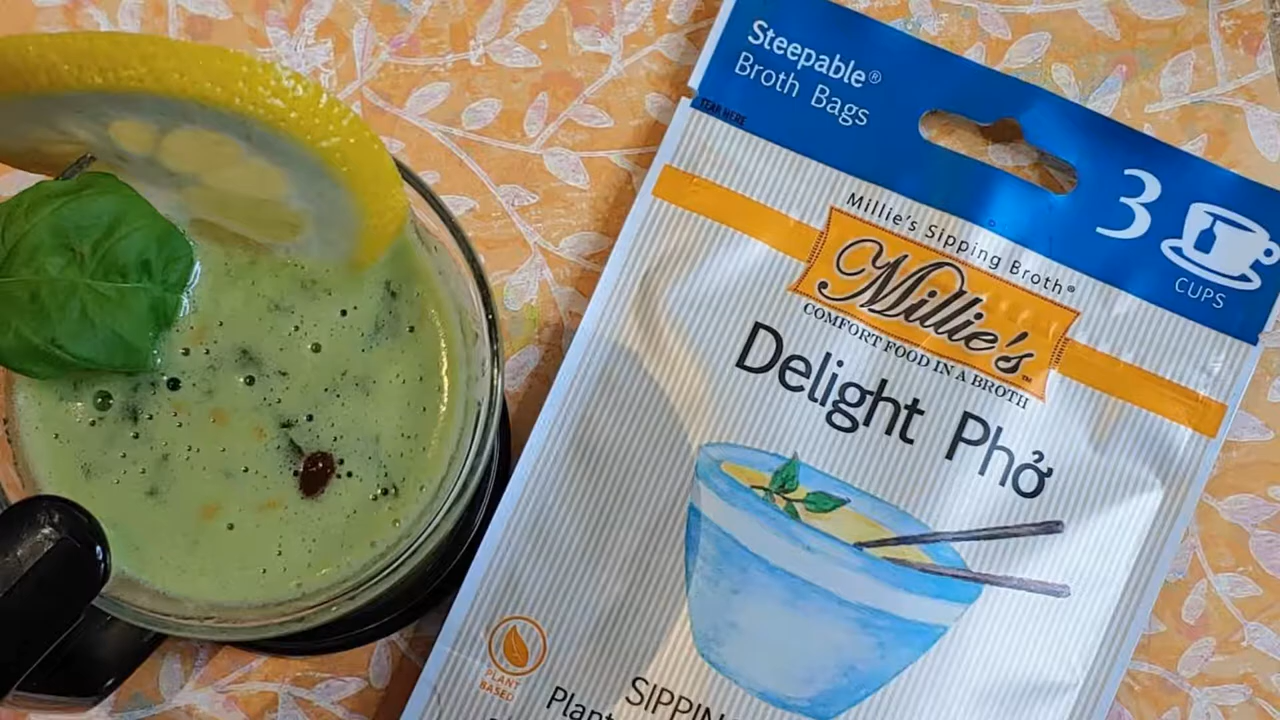 Steepable®
Broth Bags
TEAR HERE
3
CUPS
Millie's Sipping Broth®
Millie's™
COMFORT FOOD IN A BROTH
Delight Phở
PLANT
BASED
SIPPIN
Plant